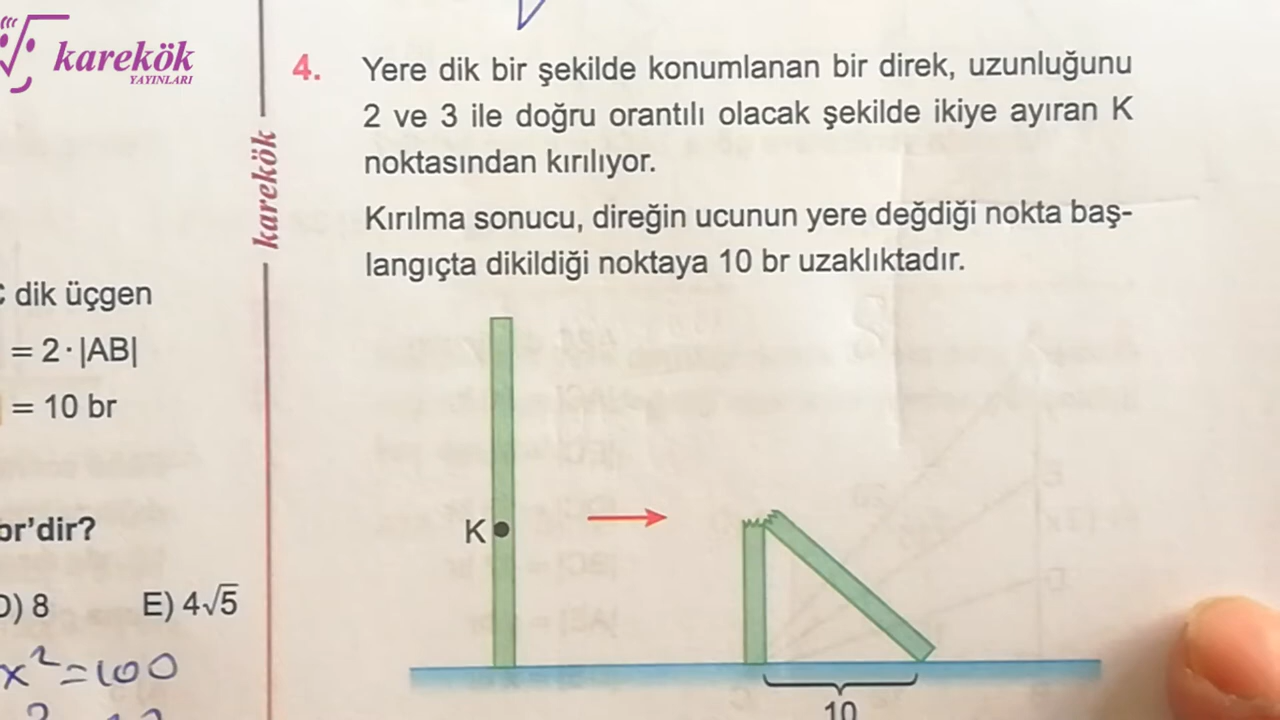 karekök
YAYINLARI
karekök
4. Yere dik bir şekilde konumlanan bir direk, uzunluğunu
2 ve 3 ile doğru orantılı olacak şekilde ikiye ayıran K
noktasından kırılıyor.
Kırılma sonucu, direğin ucunun yere değdiği nokta baş-
langıçta dikildiği noktaya 10 br uzaklıktadır.
K
10
dik üçgen
= 2·|AB|
= 10 br
br'dir?
D) 8 E) 4√5
x²=100